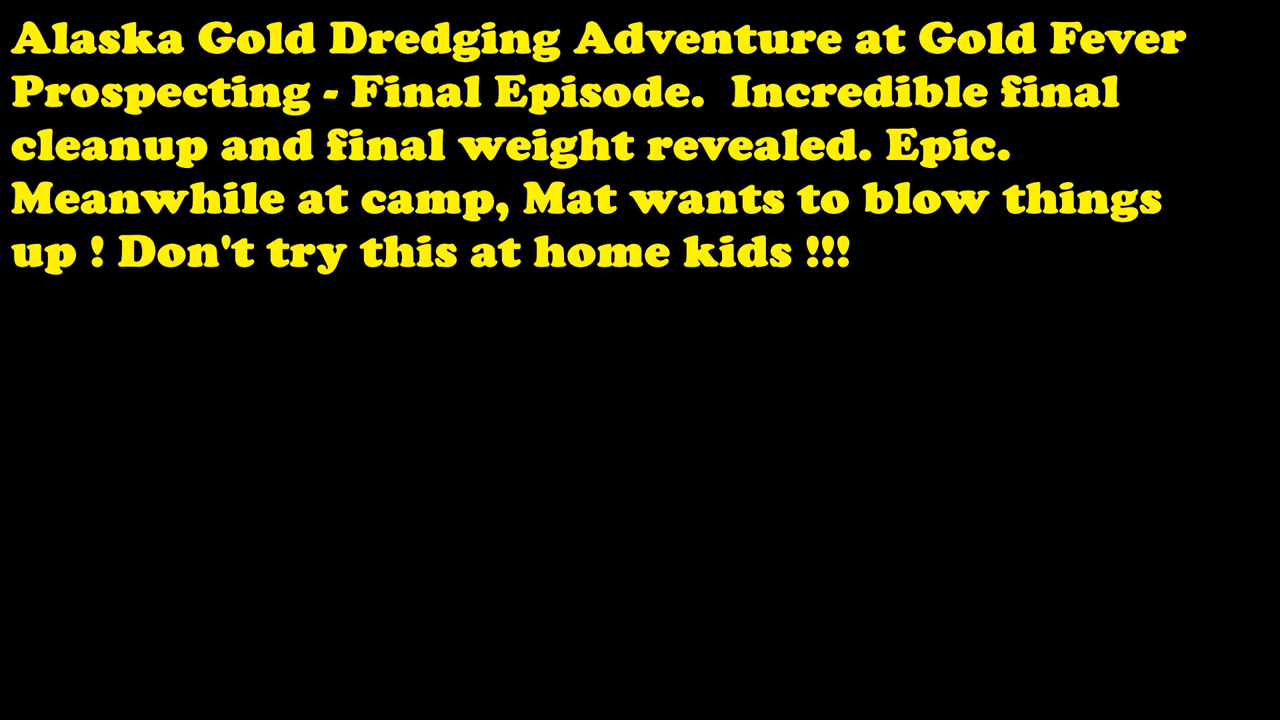 Alaska Gold Dredging Adventure at Gold Fever
Prospecting - Final Episode.  Incredible final
cleanup and final weight revealed. Epic.
Meanwhile at camp, Mat wants to blow things
up ! Don't try this at home kids !!!